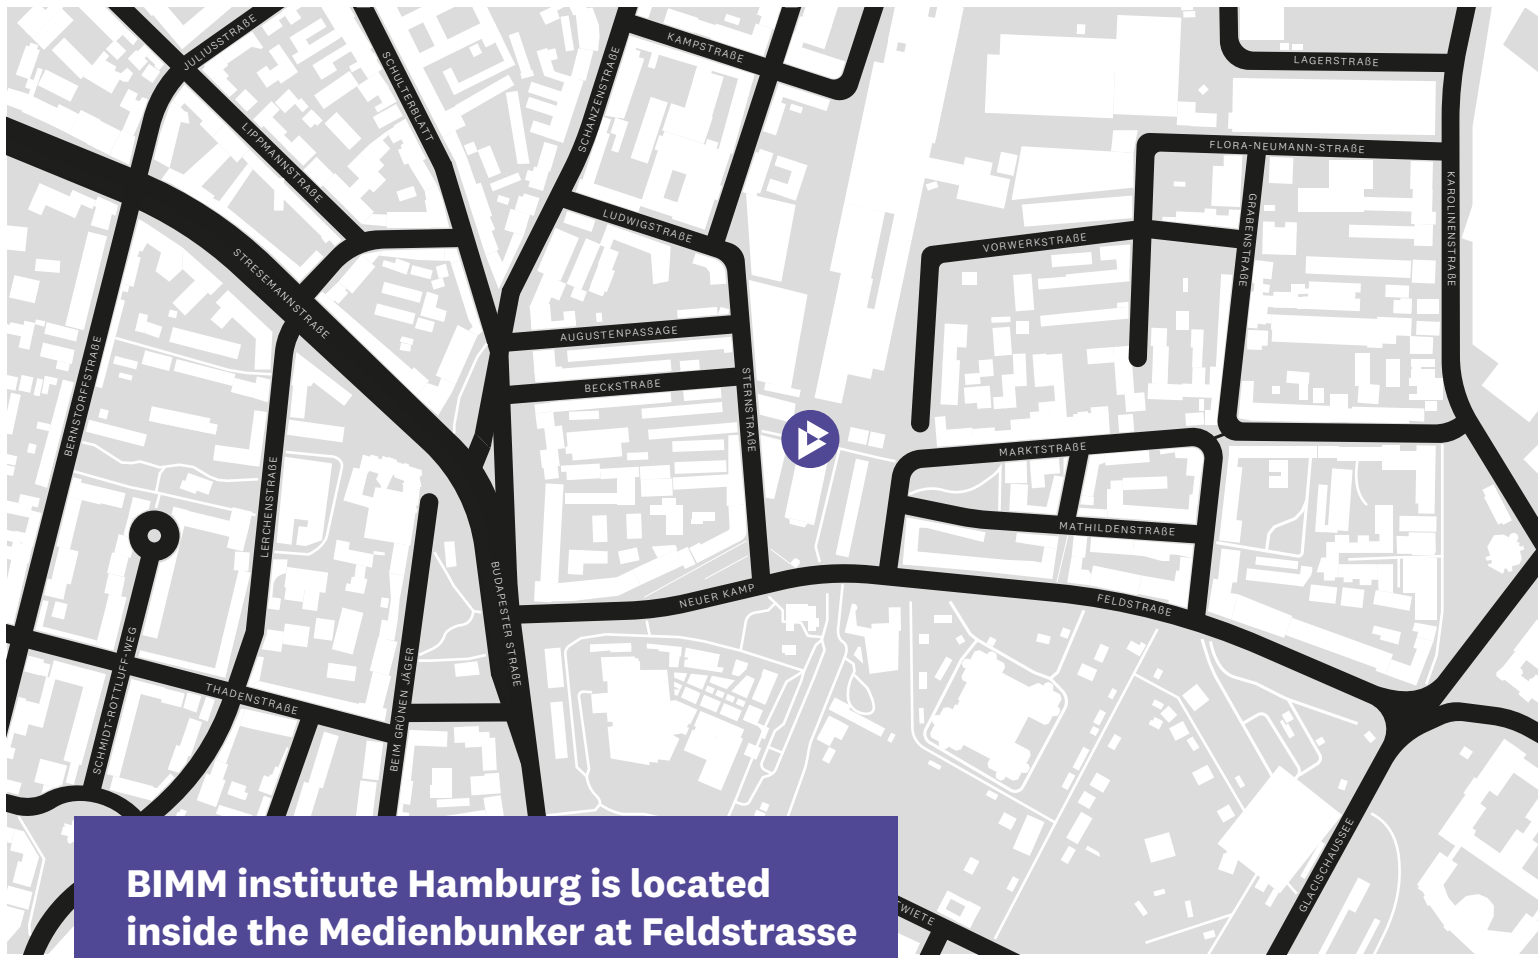 JULIUSSTRAßE
SCHULTERBLATT
SCHANZENSTRAßE
KAMPSTRAßE
LAGERSTRAßE
LIPPMANNSTRAßE
FLORA-NEUMANN-STRAßE
KAROLINENSTRAßE
GRABENSTRAßE
LUDWIGSTRAßE
VORWERKSTRAßE
STRESEMANNSTRAßE
AUGUSTENPASSAGE
BECKSTRAßE
BERNSTORFFSTRAßE
STERNSTRAßE
MARKTSTRAßE
LERCHENSTRAßE
MATHILDENSTRAßE
BUDAPESTER STRAßE
NEUER KAMP
FELDSTRAßE
SCHMIDT-ROTTLUFF-WEG
THADENSTRAßE
BEIM GRÜNEN JÄGER
GLACISCHAUSSEE
TWIETE
BIMM institute Hamburg is located
inside the Medienbunker at Feldstrasse